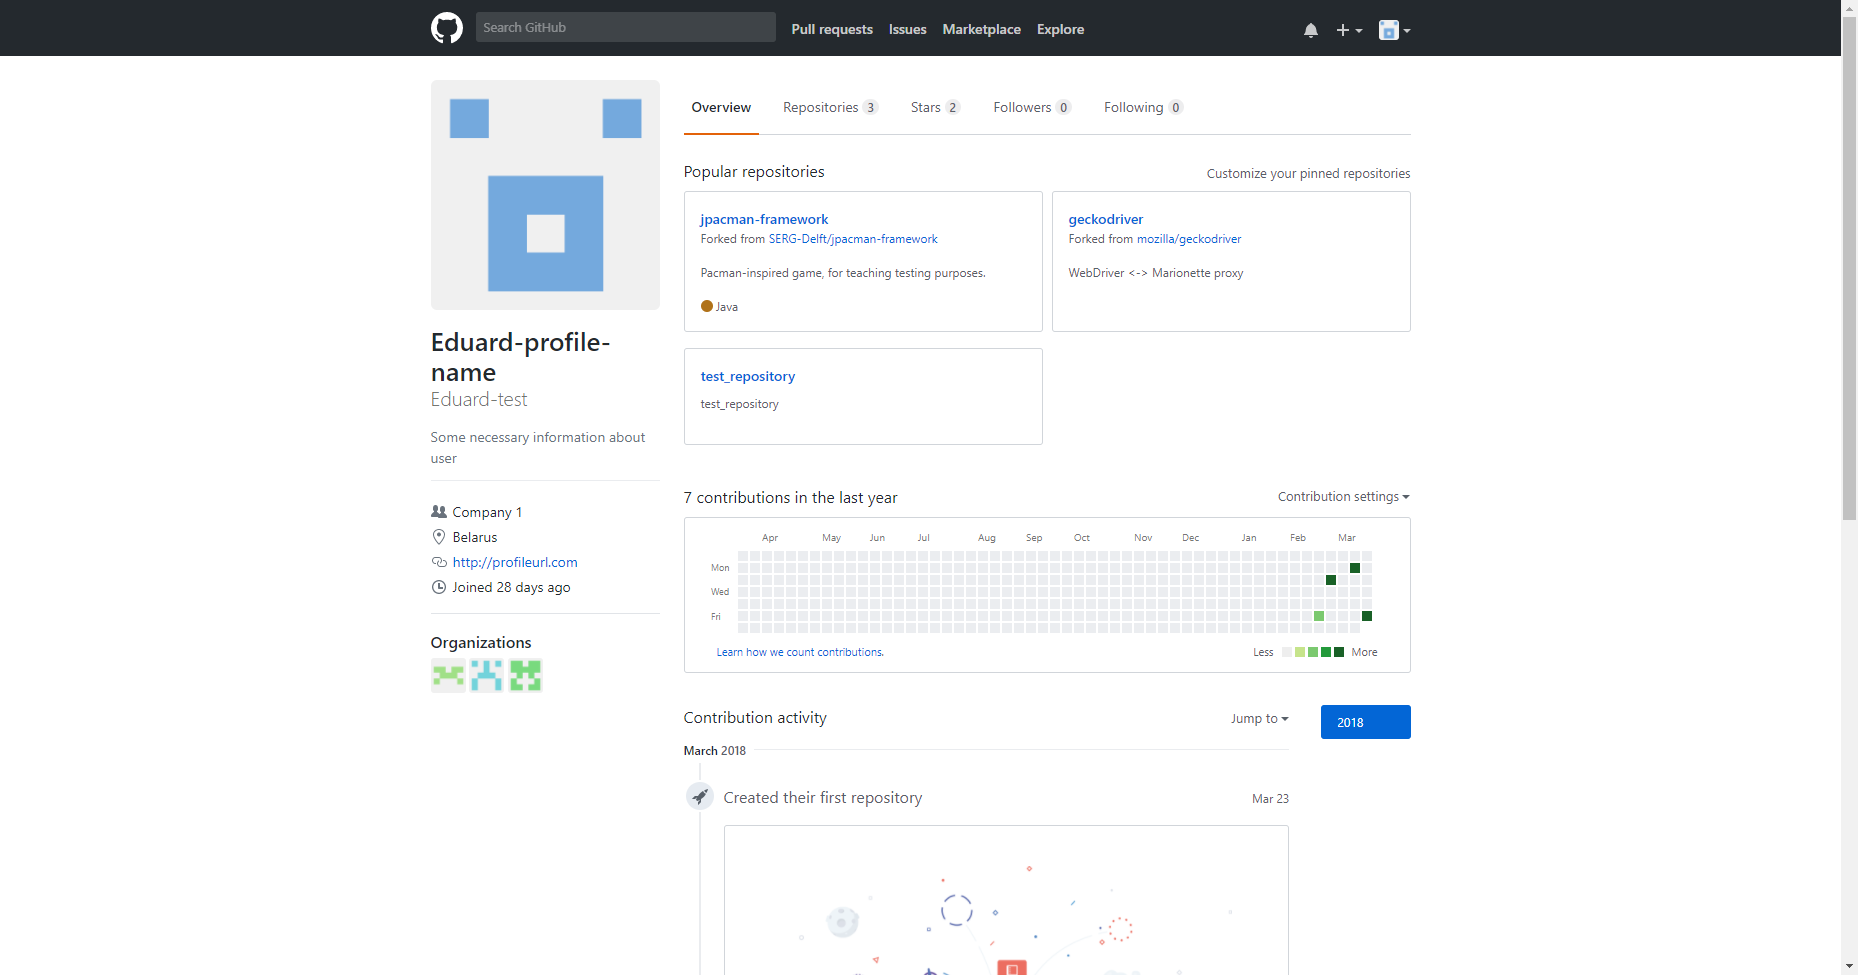 Search GitHub
Pull requests Issues Marketplace Explore
Overview Repositories 3 Stars 2 Followers 0 Following 0
Eduard-profile-
name
Eduard-test
Some necessary information about
user
Company 1
Belarus
http://profileurl.com
Joined 28 days ago
Organizations
Popular repositories
Customize your pinned repositories
jpacman-framework
Forked from SERG-Delft/jpacman-framework
Pacman-inspired game, for teaching testing purposes.
Java
geckodriver
Forked from mozilla/geckodriver
WebDriver <-> Marionette proxy
test_repository
test_repository
7 contributions in the last year
Contribution settings
Apr May Jun Jul Aug Sep Oct Nov Dec Jan Feb Mar
Mon
Wed
Fri
Learn how we count contributions.
Less More
Contribution activity
Jump to
2018
March 2018
Created their first repository
Mar 23